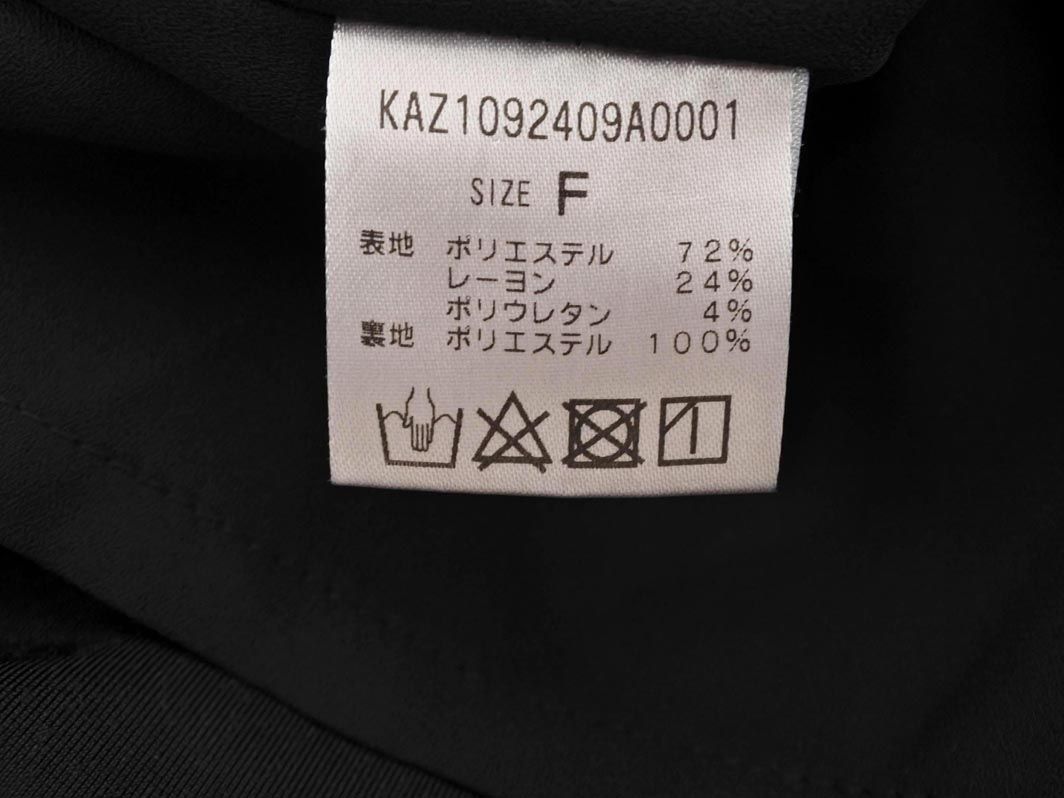 KAZ1092409A0001
SIZE F
表地 ポリエステル 72%
レーヨン 24%
ポリウレタン 4%
裏地 ポリエステル 100%